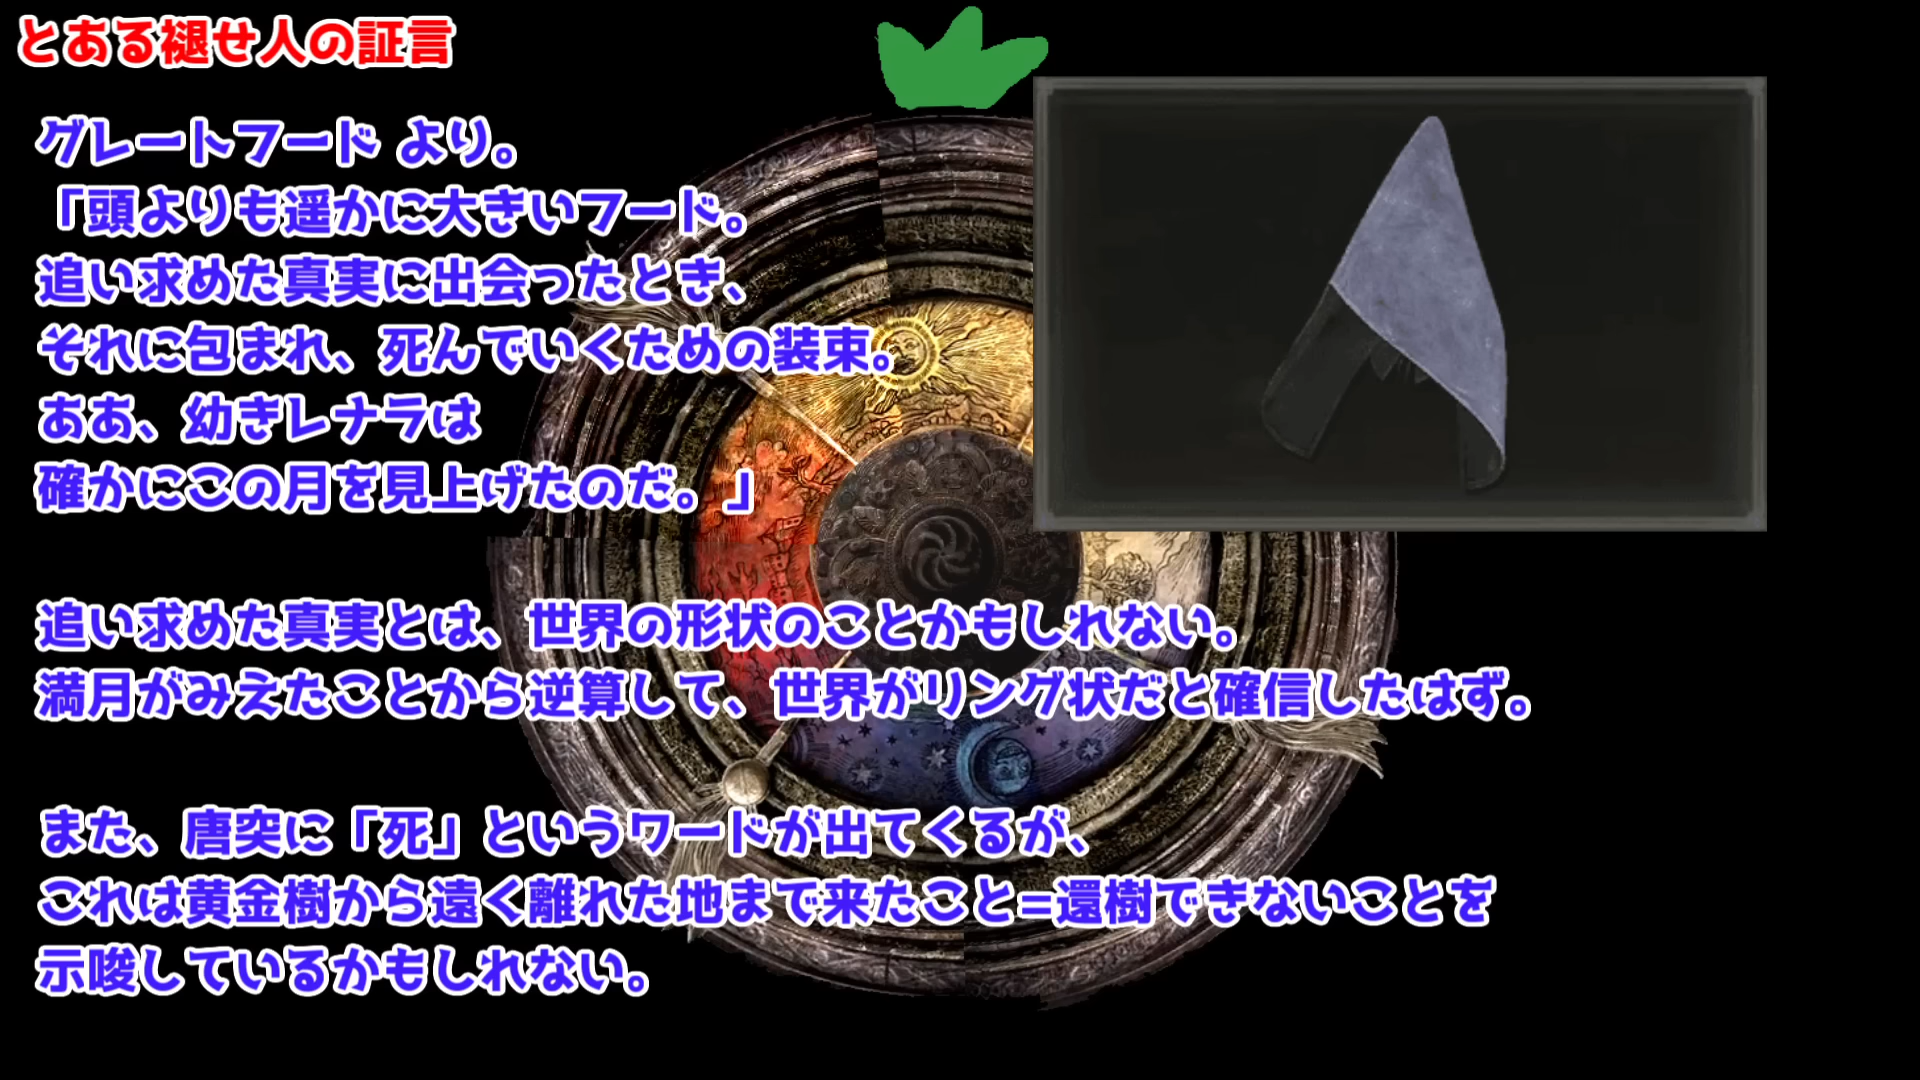 とある褪せ人の証言
グレートフード より。
「頭よりも遥かに大きいフード。
追い求めた真実に出会ったとき、
それに包まれ、死んでいくための装束。
ああ、幼きレナラは
確かにこの月を見上げたのだ。」
追い求めた真実とは、世界の形状のことかもしれない。
満月がみえたことから逆算して、世界がリング状だと確信したはず。
また、唐突に「死」というワードが出てくるが、
これは黄金樹から遠く離れた地まで来たこと=還樹できないことを
示唆しているかもしれない。